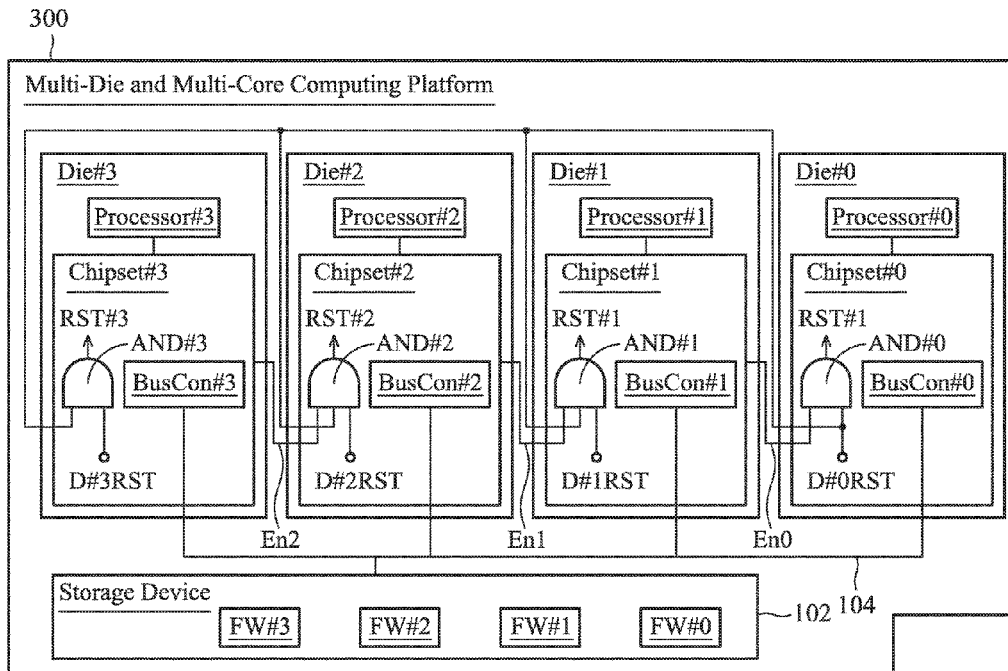 300
Multi-Die and Multi-Core Computing Platform
Die#3
Die#2
Die#1
Die#0
Processor#3
Processor#2
Processor#1
Processor#0
Chipset#3
Chipset#2
Chipset#1
Chipset#0
RST#3
RST#2
RST#1
RST#1
AND#3
AND#2
AND#1
AND#0
BusCon#3
BusCon#2
BusCon#1
BusCon#0
D#3RST
D#2RST
D#1RST
D#0RST
En2
En1
En0
Storage Device
102
104
FW#3
FW#2
FW#1
FW#0